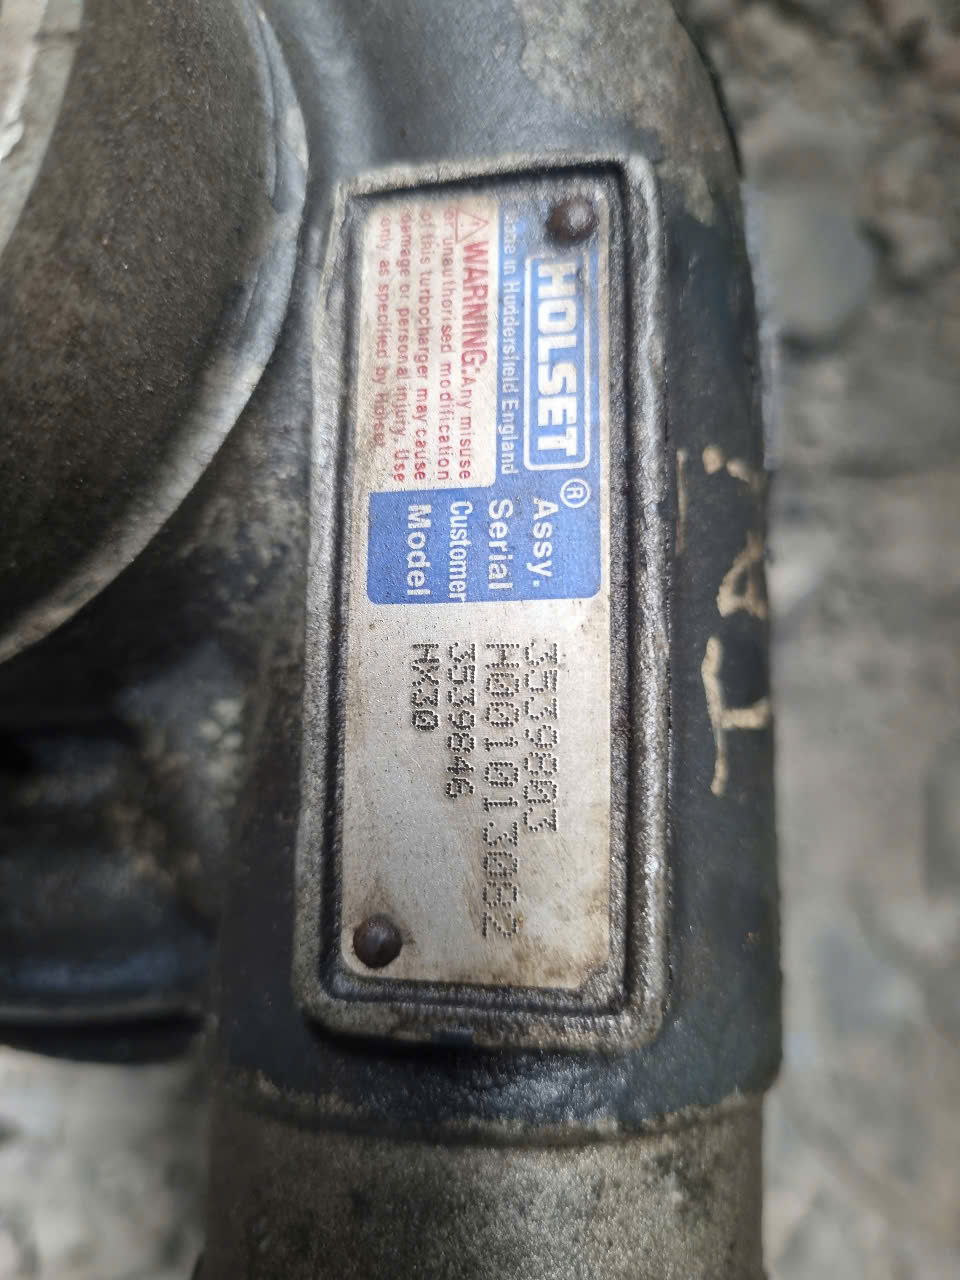 HOLSET®
Made in Huddersfield England
⚠WARNING: Any misuse
or unauthorised modification
of this turbocharger may cause
damage or personal injury. Use
only as specified by Holset
Assy. 3539803
Serial H001013082
Customer 3539846
Model HX30